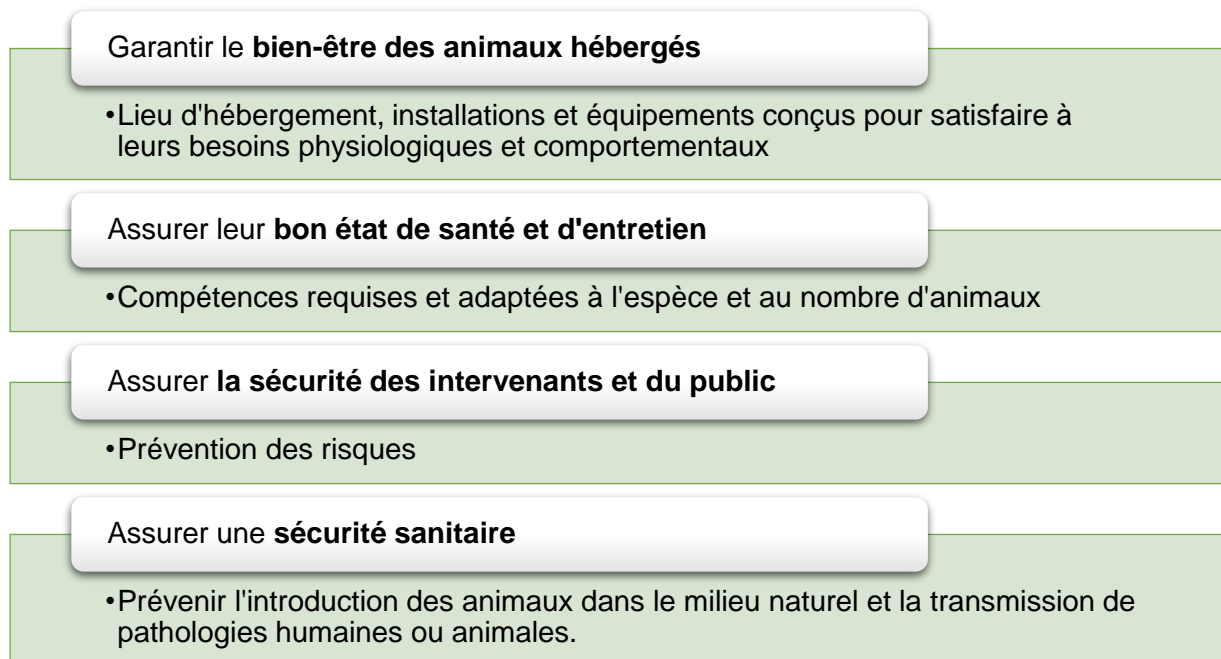 Garantir le bien-être des animaux hébergés
•Lieu d'hébergement, installations et équipements conçus pour satisfaire à
leurs besoins physiologiques et comportementaux
Assurer leur bon état de santé et d'entretien
•Compétences requises et adaptées à l'espèce et au nombre d'animaux
Assurer la sécurité des intervenants et du public
•Prévention des risques
Assurer une sécurité sanitaire
•Prévenir l'introduction des animaux dans le milieu naturel et la transmission de
pathologies humaines ou animales.